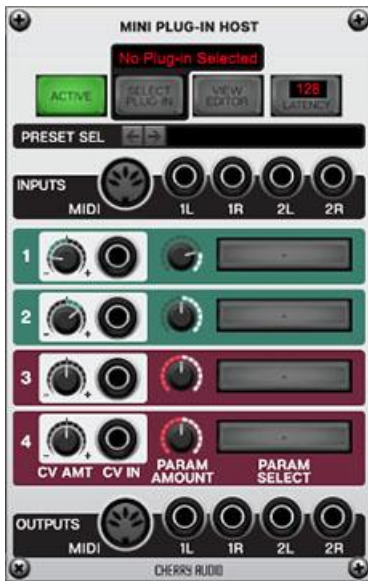 MINI PLUG-IN HOST
No Plug-in Selected
ACTIVE
SELECT PLUG-IN
VIEW EDITOR
128
LATENCY
PRESET SEL
INPUTS
MIDI 1L 1R 2L 2R
1
- +
2
- +
3
- +
4
- +
CV AMT CV IN PARAM AMOUNT PARAM SELECT
OUTPUTS
MIDI 1L 1R 2L 2R
CHERRY AUDIO